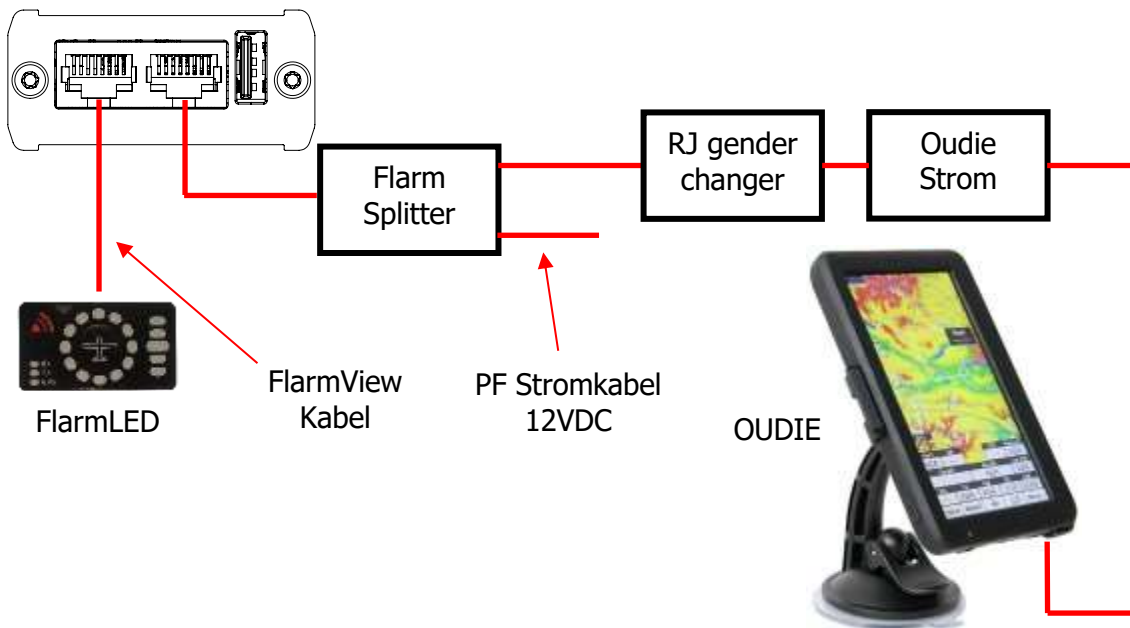 Flarm
Splitter
RJ gender
changer
Oudie
Strom
FlarmLED
FlarmView
Kabel
PF Stromkabel
12VDC
OUDIE